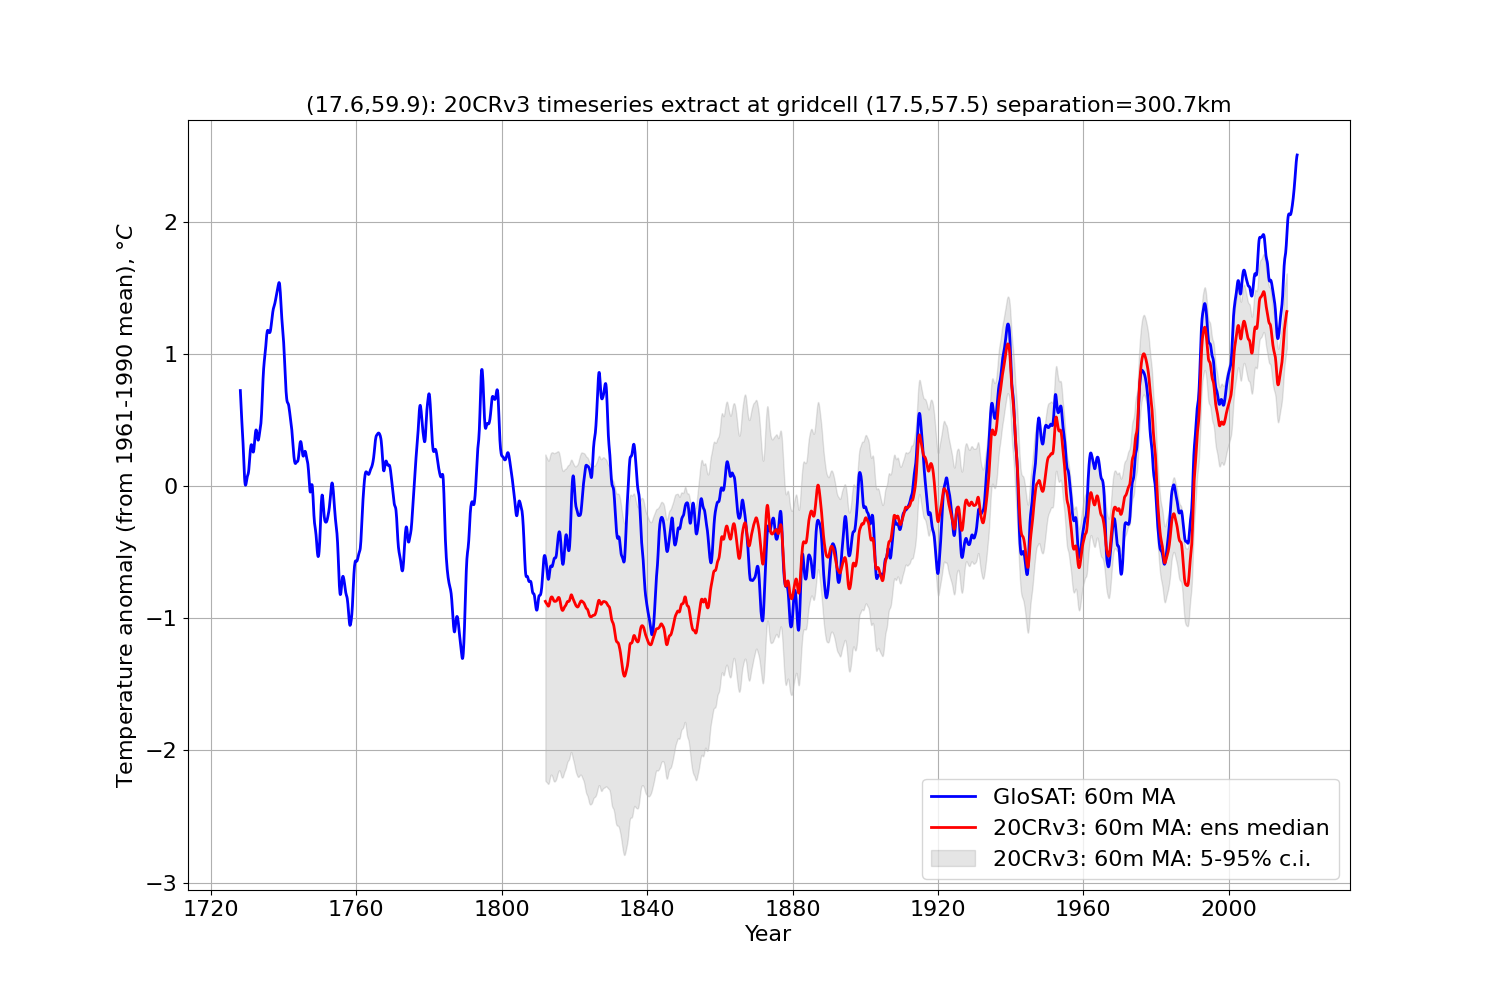 (17.6,59.9): 20CRv3 timeseries extract at gridcell (17.5,57.5) separation=300.7km
Temperature anomaly (from 1961-1990 mean), °C
2
1
0
−1
−2
−3
GloSAT: 60m MA
20CRv3: 60m MA: ens median
20CRv3: 60m MA: 5-95% c.i.
1720 1760 1800 1840 1880 1920 1960 2000
Year